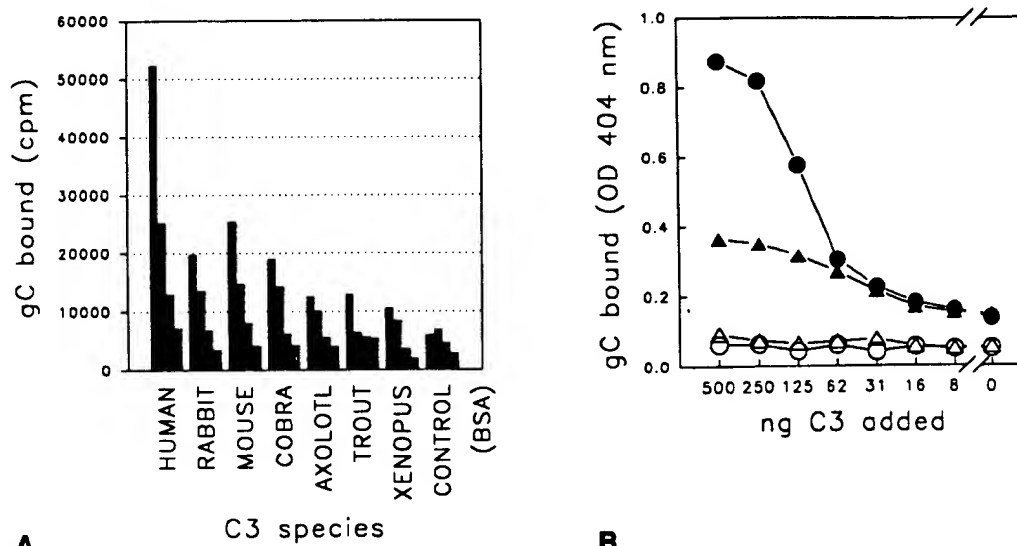 gC bound (cpm)
60000
50000
40000
30000
20000
10000
0
HUMAN
RABBIT
MOUSE
COBRA
AXOLOTL
TROUT
XENOPUS
CONTROL
(BSA)
C3 species
A
gC bound (OD 404 nm)
1.0
0.8
0.6
0.4
0.2
0.0
500 250 125 62 31 16 8 0
ng C3 added
B